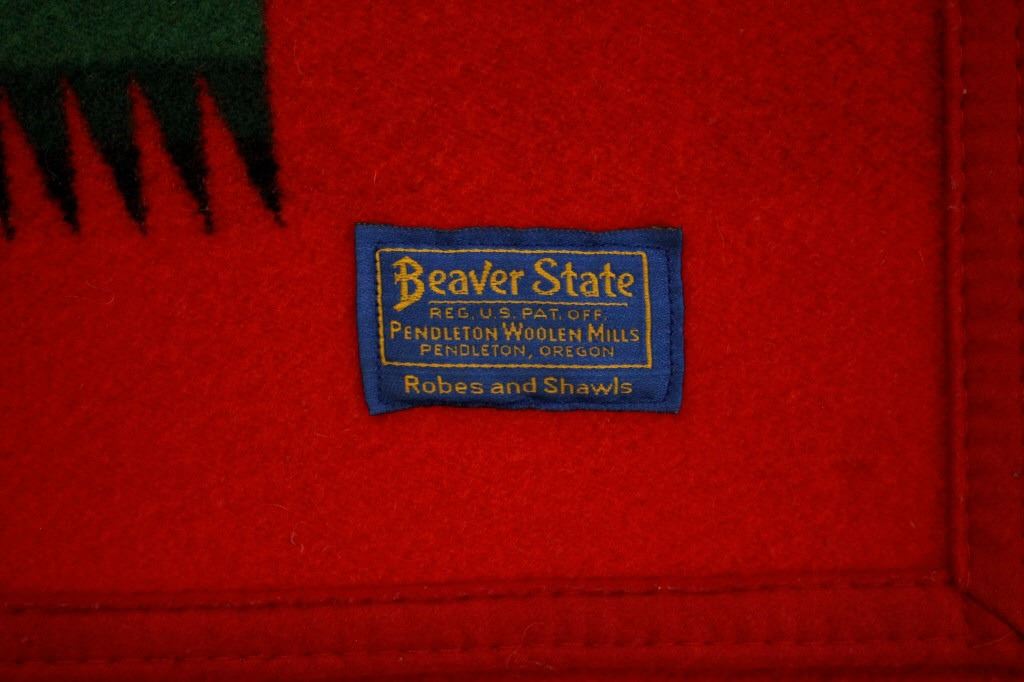 Beaver State
REG. U.S. PAT. OFF.
PENDLETON WOOLEN MILLS
PENDLETON, OREGON
Robes and Shawls